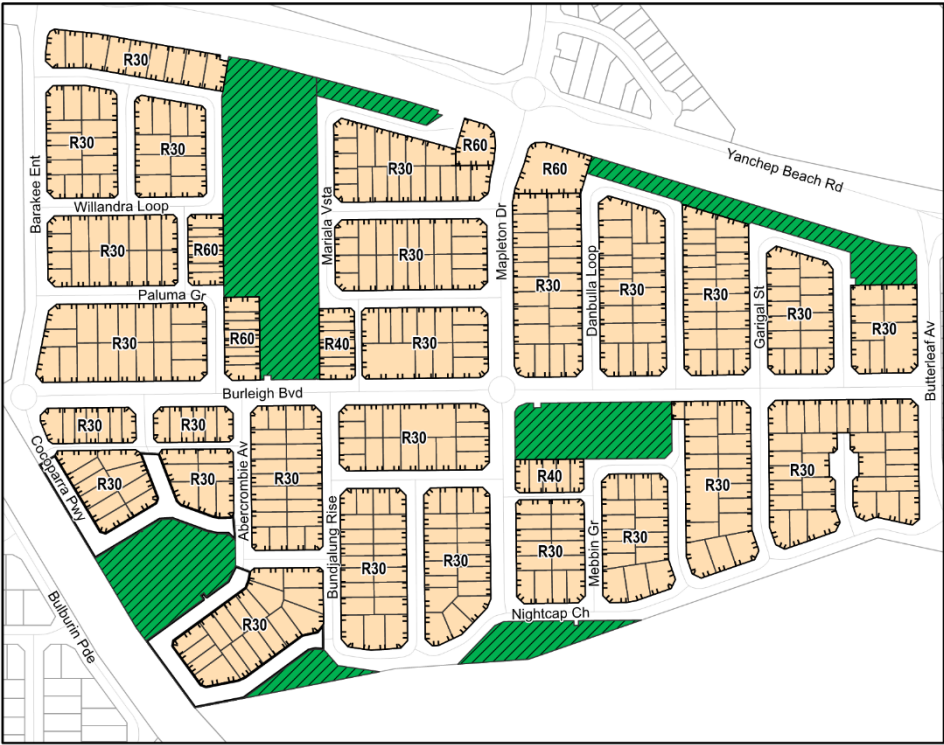 R30
R60
R60
R30
R30
R30
Yanchep Beach Rd
Barakee Ent
Willandra Loop
Mariala Vsta
Mapleton Dr
R30
R60
R30
R30
R30
R30
R30
Danbulla Loop
Garigal St
Paluma Gr
R30
R30
R60
R40
R30
Butterleaf Av
Burleigh Bvd
R30
R30
R30
Cocoparra Pwy
R30
R30
Abercrombie Av
R30
R40
R30
R30
Bundjalung Rise
R30
R30
R30
R30
Mebbin Gr
Bulburin Pde
R30
Nightcap Ch